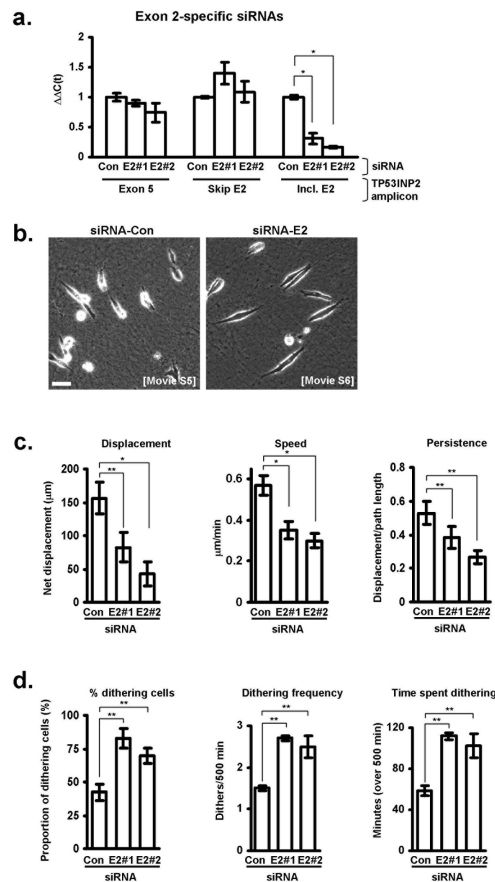 a.
Exon 2-specific siRNAs
ΔΔC(t)
2
1.5
1
0.5
0
*
*
Con E2#1 E2#2 Con E2#1 E2#2 Con E2#1 E2#2
siRNA
Exon 5 Skip E2 Incl. E2
TP53INP2
amplicon
b.
siRNA-Con siRNA-E2
[Movie S5] [Movie S6]
c.
Displacement
Net displacement (µm)
200
150
100
50
0
*
**
Con E2#1 E2#2
siRNA
Speed
µm/min
0.6
0.4
0.2
0
*
*
Con E2#1 E2#2
siRNA
Persistence
Displacement/path length
0.8
0.6
0.4
0.2
0
**
**
Con E2#1 E2#2
siRNA
d.
% dithering cells
Proportion of dithering cells (%)
100
75
50
25
0
**
**
Con E2#1 E2#2
siRNA
Dithering frequency
Dithers/500 min
3
2
1
0
**
**
Con E2#1 E2#2
siRNA
Time spent dithering
Minutes (over 500 min)
120
80
40
0
**
**
Con E2#1 E2#2
siRNA